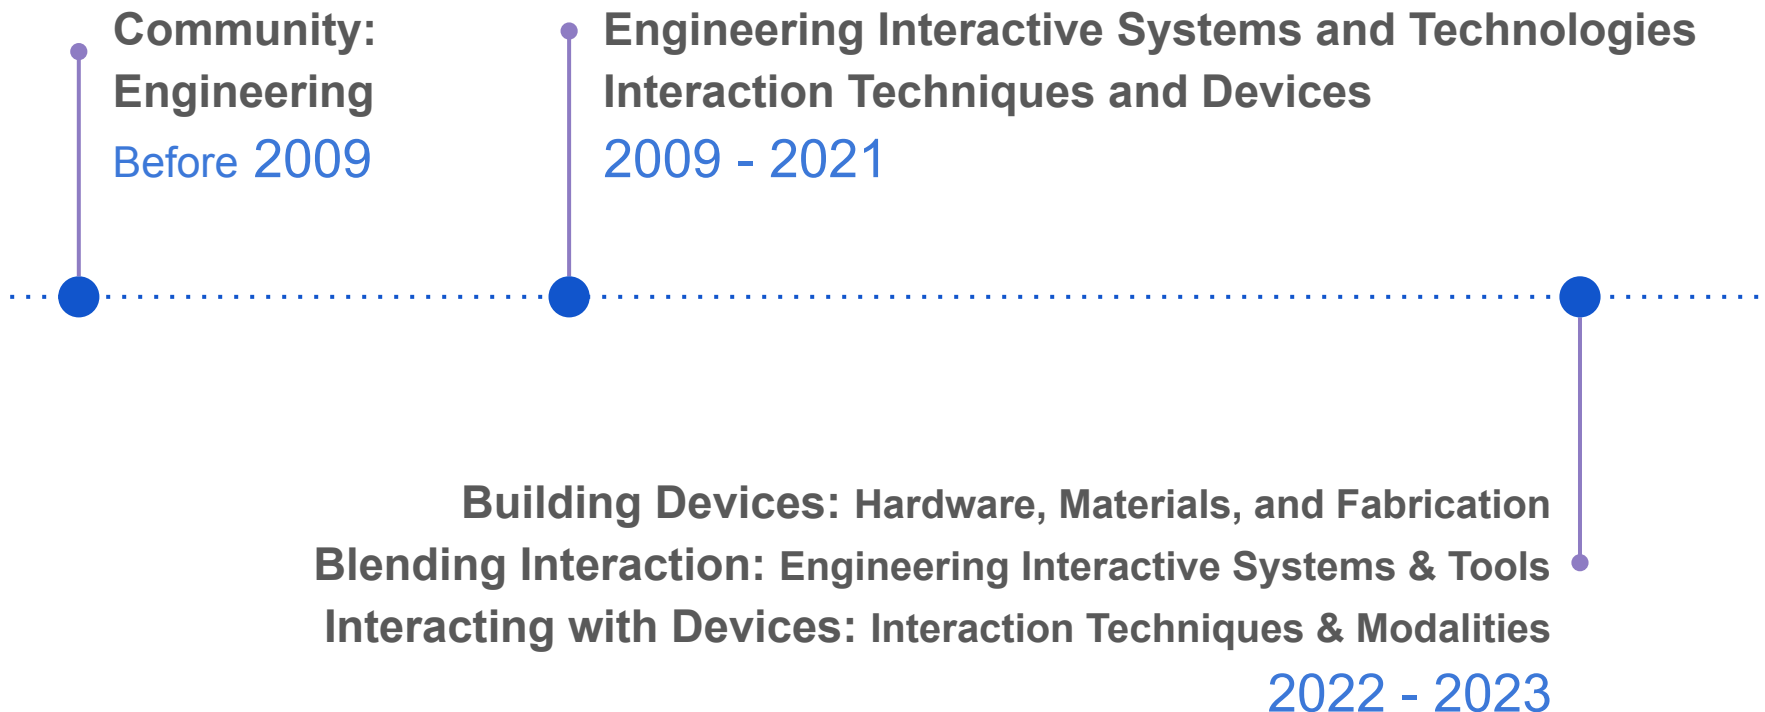 Community:
Engineering
Before 2009
Engineering Interactive Systems and Technologies
Interaction Techniques and Devices
2009 - 2021
Building Devices: Hardware, Materials, and Fabrication
Blending Interaction: Engineering Interactive Systems & Tools
Interacting with Devices: Interaction Techniques & Modalities
2022 - 2023